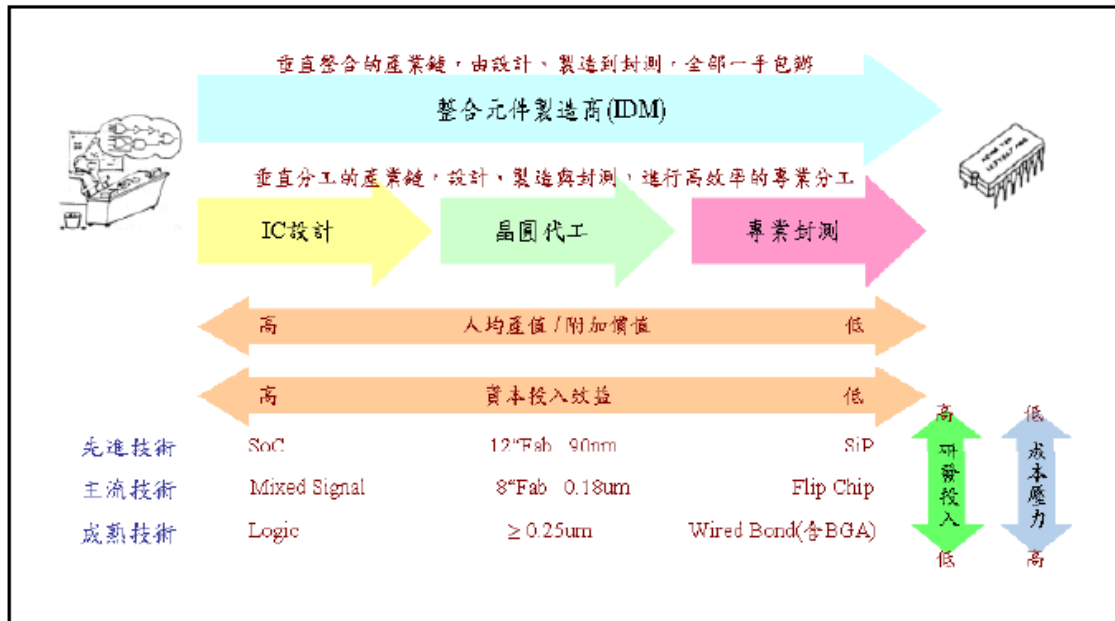 垂直整合的產業鏈，由設計、製造到封測，全部一手包辦
整合元件製造商(IDM)
垂直分工的產業鏈，設計、製造與封測，進行高效率的專業分工
IC設計 晶圓代工 專業封測
高 人均產值/附加價值 低
高 資本投入效益 低
高 低
先進技術 SoC 12“Fab 90nm SiP
主流技術 Mixed Signal 8“Fab 0.18um Flip Chip
成熟技術 Logic ≥ 0.25um Wired Bond(含BGA)
研發投入
成本壓力
低 高